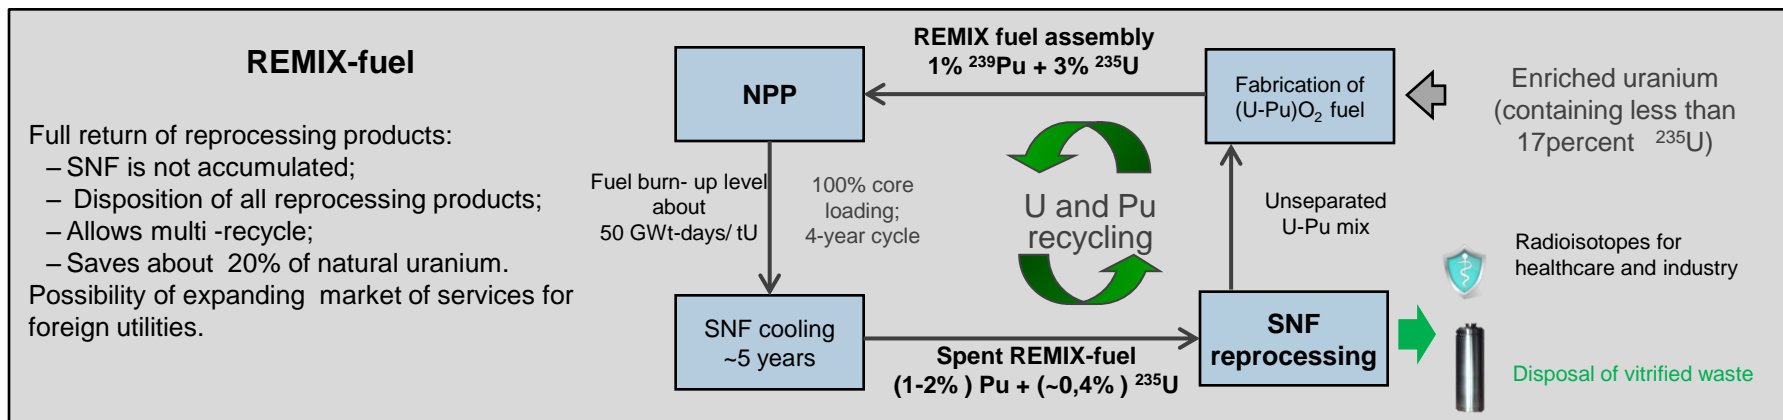 REMIX-fuel
Full return of reprocessing products:
– SNF is not accumulated;
– Disposition of all reprocessing products;
– Allows multi -recycle;
– Saves about 20% of natural uranium.
Possibility of expanding market of services for
foreign utilities.
REMIX fuel assembly
1% ²³⁹Pu + 3% ²³⁵U
NPP
Fabrication of
(U-Pu)O₂ fuel
Enriched uranium
(containing less than
17percent ²³⁵U)
Fuel burn- up level
about
50 GWt-days/ tU
100% core
loading;
4-year cycle
U and Pu
recycling
Unseparated
U-Pu mix
Radioisotopes for
healthcare and industry
SNF cooling
~5 years
Spent REMIX-fuel
(1-2% ) Pu + (~0,4% ) ²³⁵U
SNF
reprocessing
Disposal of vitrified waste